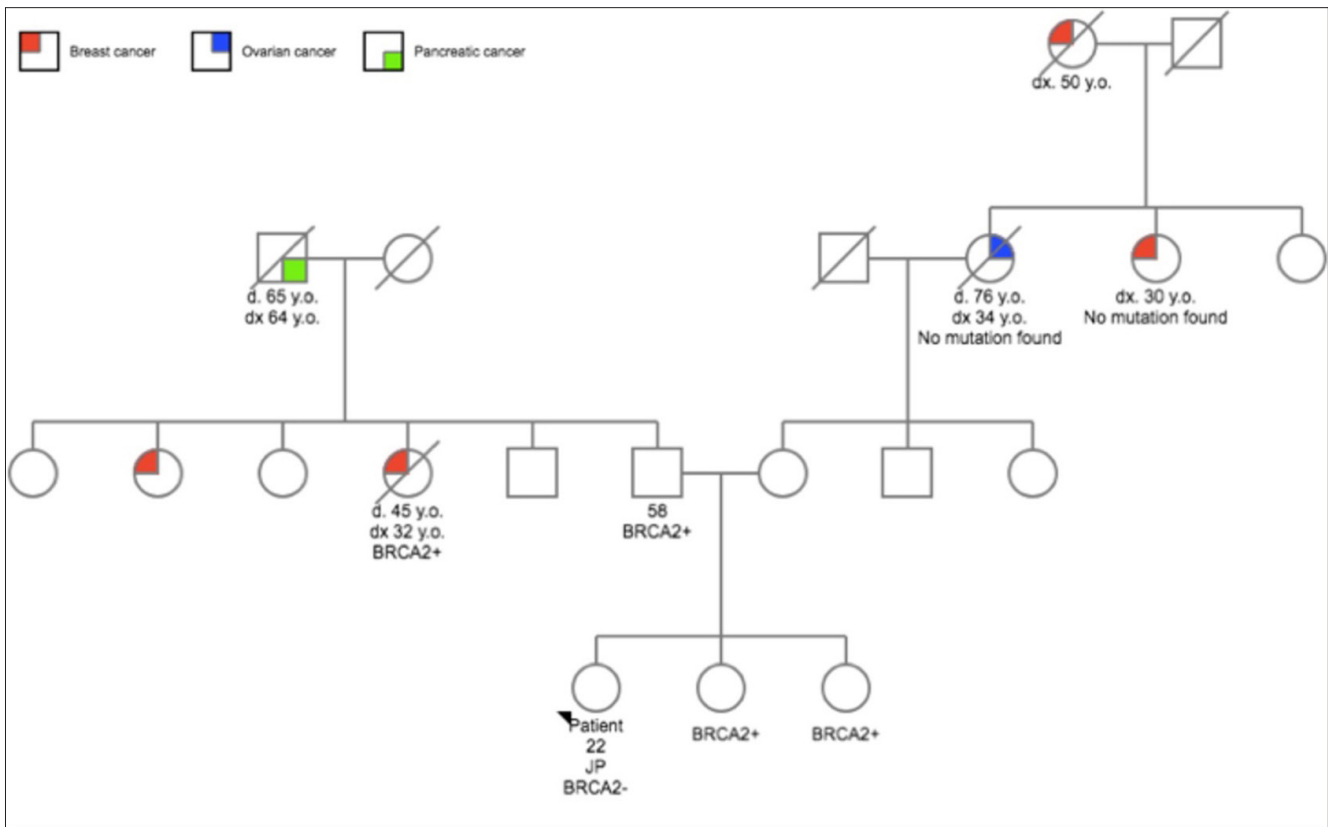 Breast cancer
Ovarian cancer
Pancreatic cancer
dx. 50 y.o.
d. 65 y.o.
dx 64 y.o.
d. 76 y.o.
dx 34 y.o.
No mutation found
dx. 30 y.o.
No mutation found
d. 45 y.o.
dx 32 y.o.
BRCA2+
58
BRCA2+
Patient
22
JP
BRCA2-
BRCA2+
BRCA2+